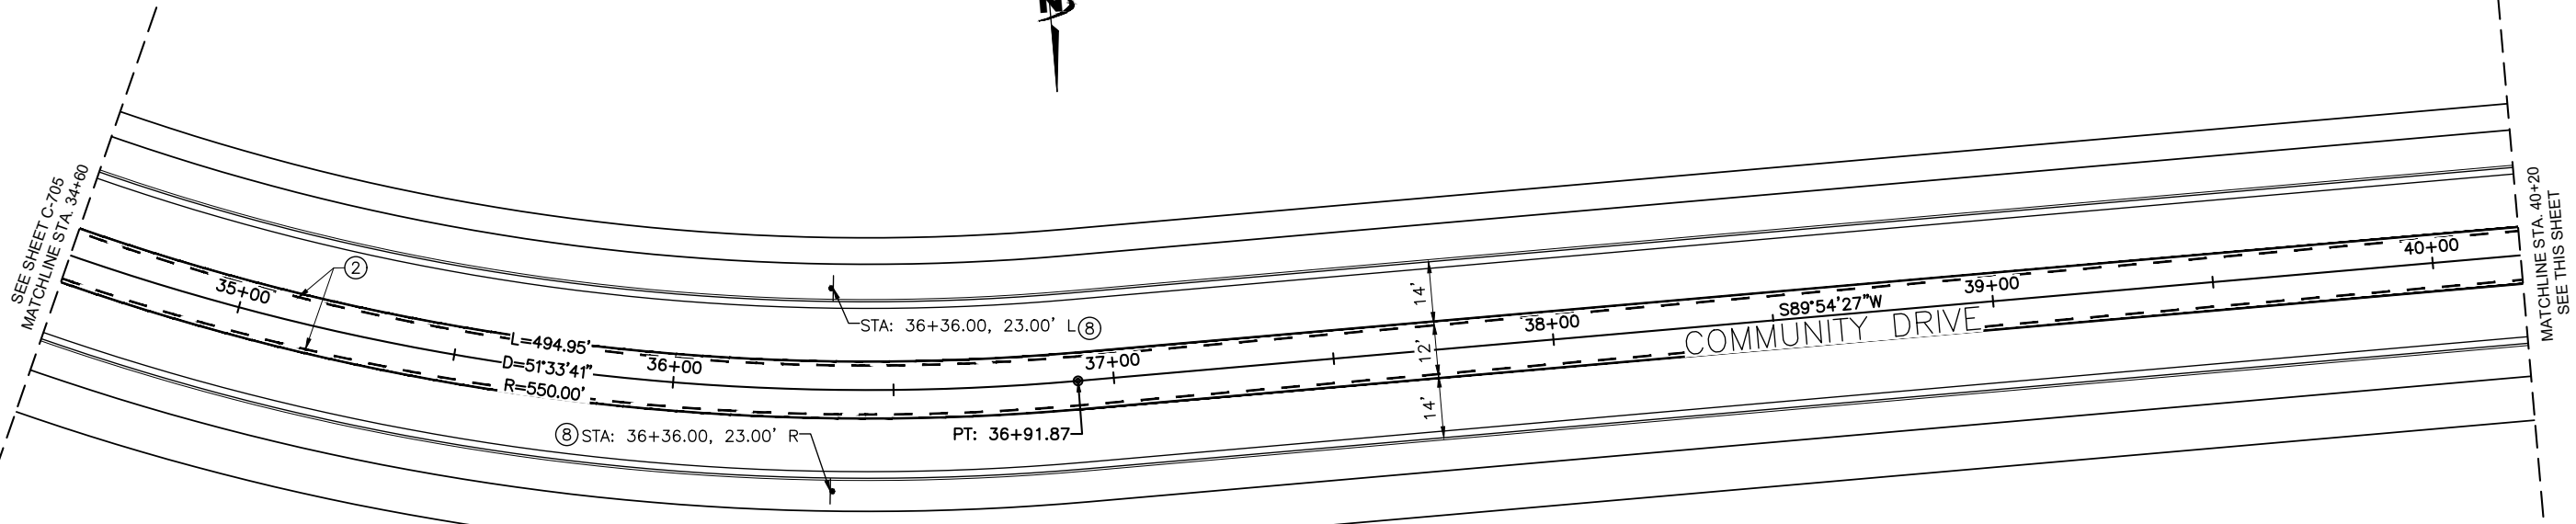 N
SEE SHEET C-705
MATCHLINE STA. 34+60
35+00
2
L=494.95'
D=51°33'41"
R=550.00'
36+00
STA: 36+36.00, 23.00' L 8
8 STA: 36+36.00, 23.00' R
PT: 36+91.87
37+00
14'
12'
14'
38+00
S89°54'27"W
COMMUNITY DRIVE
39+00
40+00
MATCHLINE STA. 40+20
SEE THIS SHEET